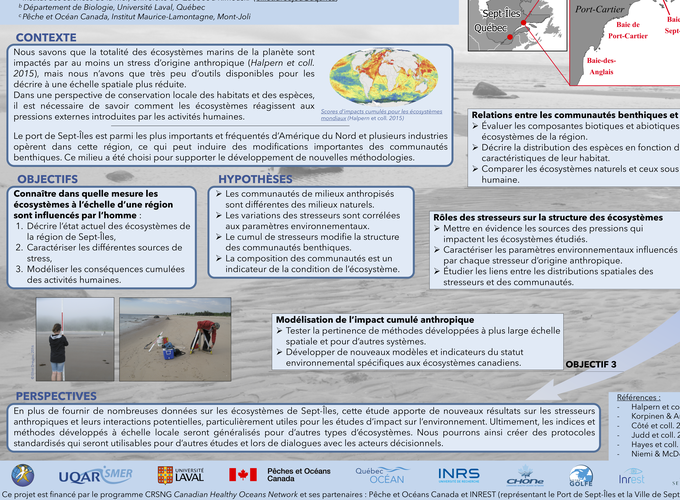 ᵇ Département de Biologie, Université Laval, Québec
ᶜ Pêche et Océan Canada, Institut Maurice-Lamontagne, Mont-Joli
CONTEXTE
Nous savons que la totalité des écosystèmes marins de la planète sont
impactés par au moins un stress d'origine anthropique (Halpern et coll.
2015), mais nous n'avons que très peu d'outils disponibles pour les
décrire à une échelle spatiale plus réduite.
Dans une perspective de conservation locale des habitats et des espèces,
il est nécessaire de savoir comment les écosystèmes réagissent aux
pressions externes introduites par les activités humaines.
Scores d'impacts cumulés pour les écosystèmes
mondiaux (Halpern et coll. 2015)
Le port de Sept-Îles est parmi les plus importants et fréquentés d'Amérique du Nord et plusieurs industries
opèrent dans cette région, ce qui peut induire des modifications importantes des communautés
benthiques. Ce milieu a été choisi pour supporter le développement de nouvelles méthodologies.
Sept-Îles
Québec
Port-Cartier
Baie de
Port-Cartier
Baie
Sept-
Baie-des-
Anglais
OBJECTIFS
Connaître dans quelle mesure les
écosystèmes à l'échelle d'une région
sont influencés par l'homme :
1. Décrire l'état actuel des écosystèmes de
la région de Sept-Îles,
2. Caractériser les différentes sources de
stress,
3. Modéliser les conséquences cumulées
des activités humaines.
HYPOTHÈSES
➢ Les communautés de milieux anthropisés
sont différentes des milieux naturels.
➢ Les variations des stresseurs sont corrélées
aux paramètres environnementaux.
➢ Le cumul de stresseurs modifie la structure
des communautés benthiques.
➢ La composition des communautés est un
indicateur de la condition de l'écosystème.
Relations entre les communautés benthiques et
➢ Évaluer les composantes biotiques et abiotiques
écosystèmes de la région.
➢ Décrire la distribution des espèces en fonction d
caractéristiques de leur habitat.
➢ Comparer les écosystèmes naturels et ceux sous
humaine.
Rôles des stresseurs sur la structure des écosystèmes
➢ Mettre en évidence les sources des pressions qui
impactent les écosystèmes étudiés.
➢ Caractériser les paramètres environnementaux influencés
par chaque stresseur d'origine anthropique.
➢ Étudier les liens entre les distributions spatiales des
stresseurs et des communautés.
Modélisation de l'impact cumulé anthropique
➢ Tester la pertinence de méthodes développées à plus large échelle
spatiale et pour d'autres systèmes.
➢ Développer de nouveaux modèles et indicateurs du statut
environnemental spécifiques aux écosystèmes canadiens.
OBJECTIF 3
PERSPECTIVES
En plus de fournir de nombreuses données sur les écosystèmes de Sept-Îles, cette étude apporte de nouveaux résultats sur les stresseurs
anthropiques et leurs interactions potentielles, particulièrement utiles pour les études d'impact sur l'environnement. Ultimement, les indices et
méthodes développés à échelle locale seront généralisés pour d'autres types d'écosystèmes. Nous pourrons ainsi créer des protocoles
standardisés qui seront utilisables pour d'autres études et lors de dialogues avec les acteurs décisionnels.
Références :
- Halpern et co
- Korpinen & A
- Côté et coll. 2
- Judd et coll. 2
- Hayes et coll.
- Niemi & McD
UQAR ISMER
UNIVERSITÉ
LAVAL
Pêches et Océans
Canada
Québec
OCÉAN
INRS
CHONe
GOLFE
Inrest
Ce projet est financé par le programme CRSNG Canadian Healthy Oceans Network et ses partenaires : Pêche et Océans Canada et INREST (représentant le Port de Sept-Îles et la Ville de Sept